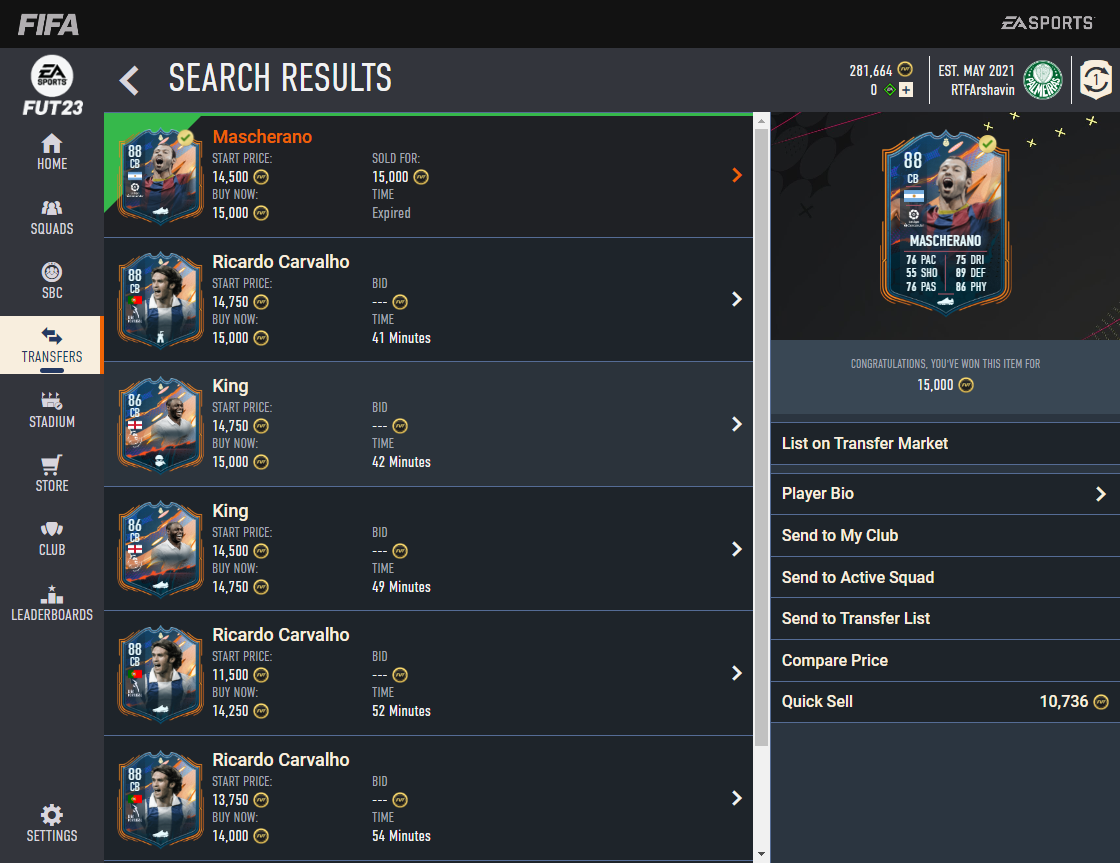 FIFA
EA SPORTS
EA SPORTS
FUT23
SEARCH RESULTS
281,664
0
EST. MAY 2021
RTFArshavin
PALMEIRAS
1
HOME
SQUADS
SBC
TRANSFERS
STADIUM
STORE
CLUB
LEADERBOARDS
SETTINGS
88
CB
Mascherano
START PRICE:
14,500
BUY NOW:
15,000
SOLD FOR:
15,000
TIME
Expired
88
CB
Ricardo Carvalho
START PRICE:
14,750
BUY NOW:
15,000
BID
---
TIME
41 Minutes
86
CB
King
START PRICE:
14,750
BUY NOW:
15,000
BID
---
TIME
42 Minutes
86
CB
King
START PRICE:
14,500
BUY NOW:
14,750
BID
---
TIME
49 Minutes
88
CB
Ricardo Carvalho
START PRICE:
11,500
BUY NOW:
14,250
BID
---
TIME
52 Minutes
88
CB
Ricardo Carvalho
START PRICE:
13,750
BUY NOW:
14,000
BID
---
TIME
54 Minutes
88
CB
MASCHERANO
76 PAC 75 DRI
55 SHO 89 DEF
76 PAS 86 PHY
CONGRATULATIONS, YOU'VE WON THIS ITEM FOR
15,000
List on Transfer Market
Player Bio
Send to My Club
Send to Active Squad
Send to Transfer List
Compare Price
Quick Sell 10,736